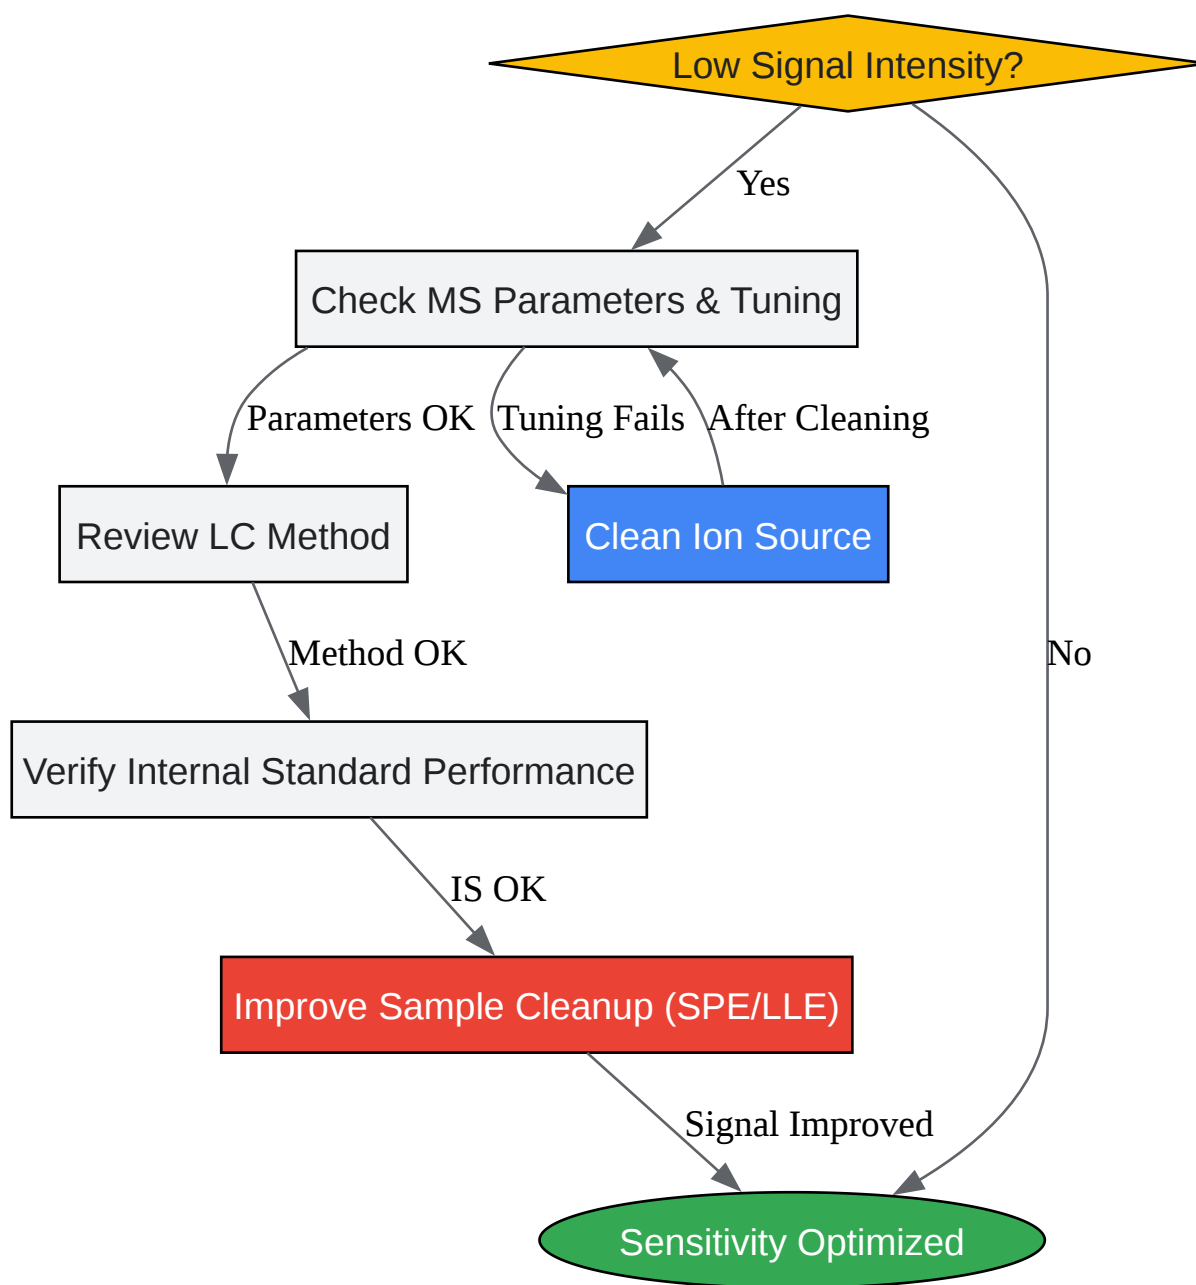 Low Signal Intensity?
Yes
Check MS Parameters & Tuning
Parameters OK
Tuning Fails
After Cleaning
Review LC Method
Clean Ion Source
Method OK
No
Verify Internal Standard Performance
IS OK
Improve Sample Cleanup (SPE/LLE)
Signal Improved
Sensitivity Optimized